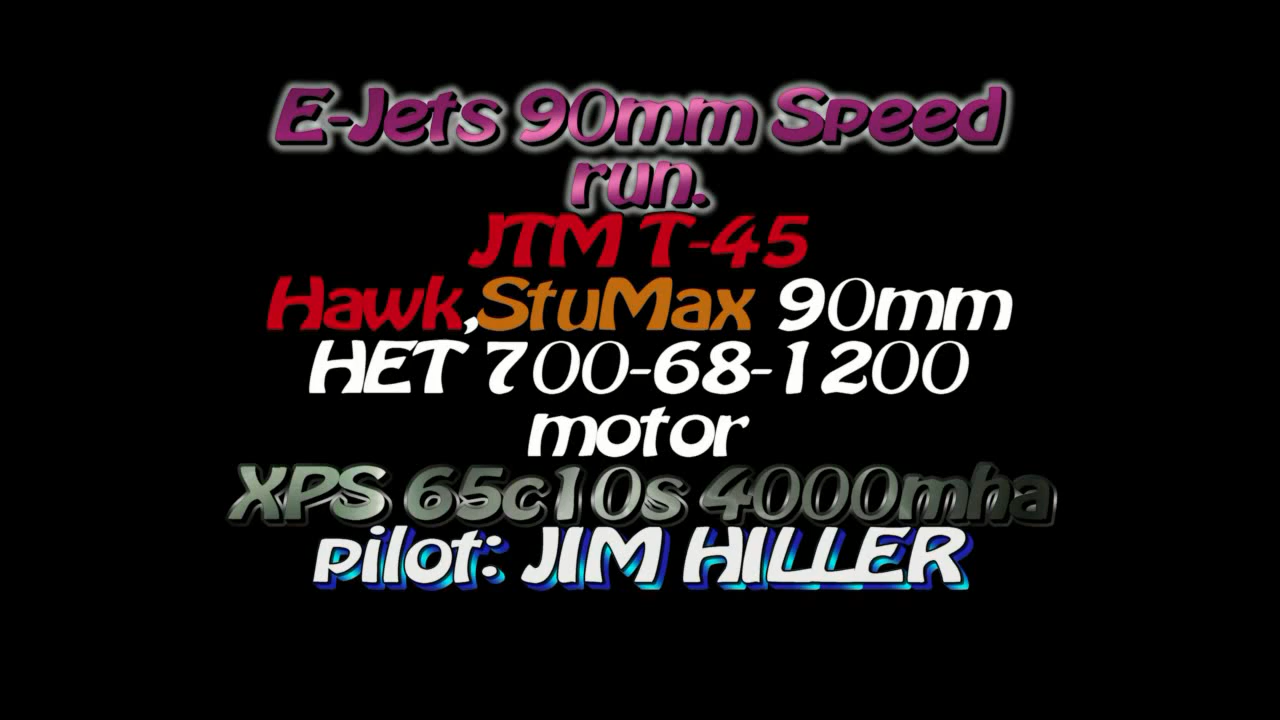 E-Jets 90mm Speed
run.
JTM T-45
Hawk,StuMax 90mm
HET 700-68-1200
motor
XPS 65c10s 4000mha
pilot: JIM HILLER